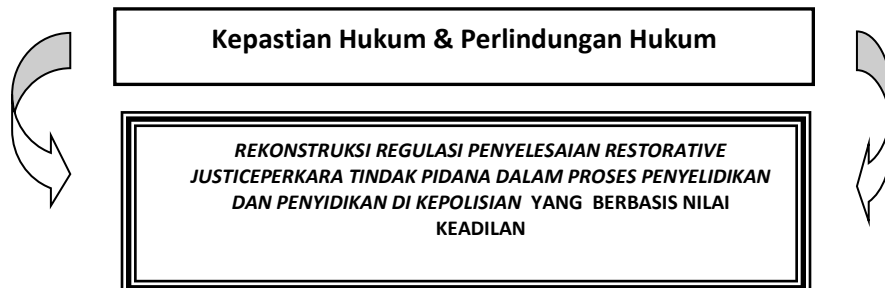 Kepastian Hukum & Perlindungan Hukum
REKONSTRUKSI REGULASI PENYELESAIAN RESTORATIVE
JUSTICEPERKARA TINDAK PIDANA DALAM PROSES PENYELIDIKAN
DAN PENYIDIKAN DI KEPOLISIAN YANG BERBASIS NILAI
KEADILAN